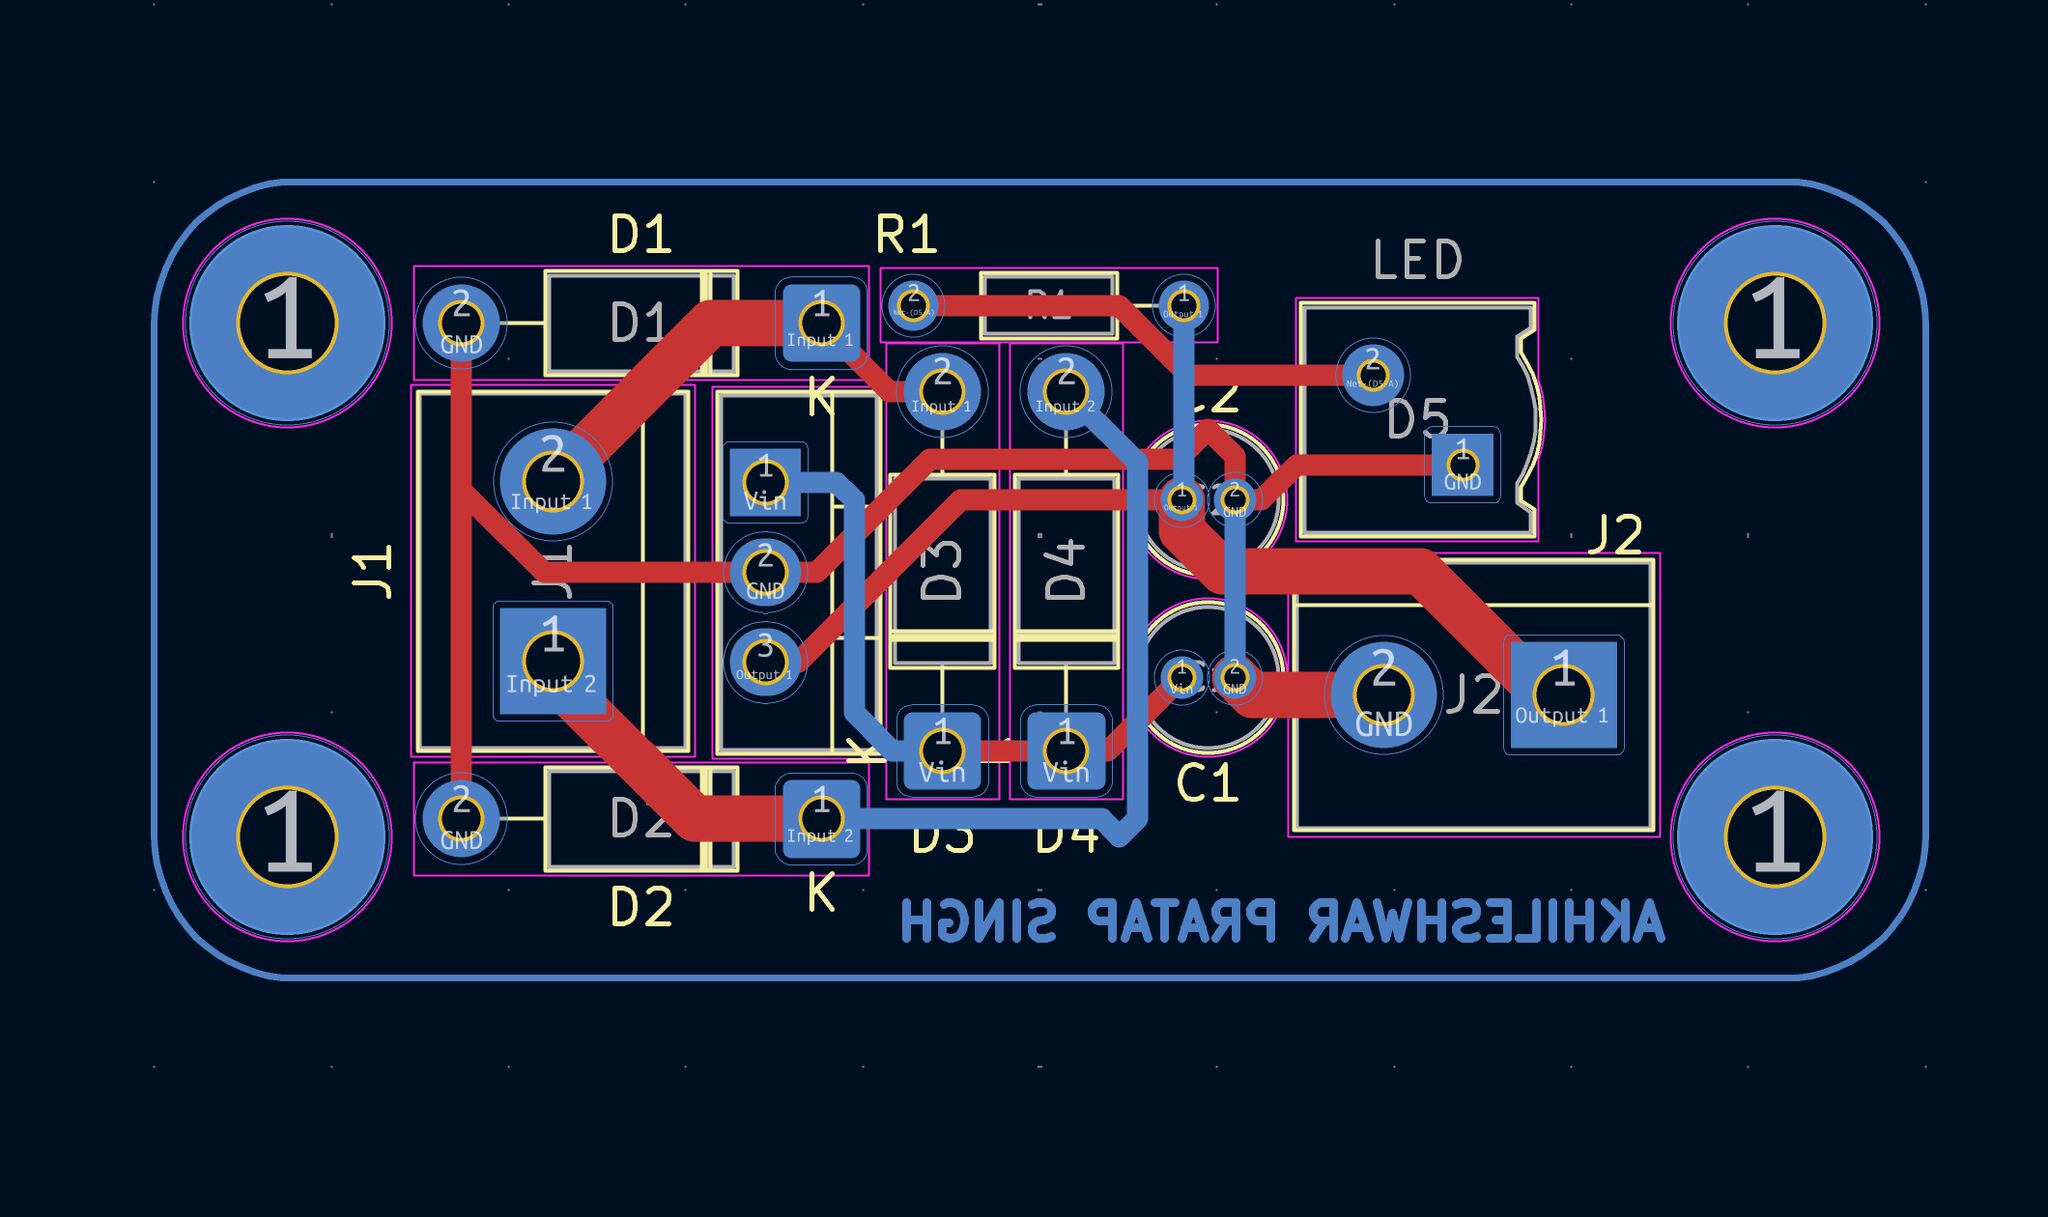 D1
R1
LED
1
2
GND
D1
1
Input 1
2
Net-(D5-A)
R1
1
Output 1
1
2
Net-(D5-A)
K
2
Input 1
2
Input 2
C2
D5
2
Input 1
1
Vin
1
GND
1
Output 1
2
GND
J1
J1
2
GND
D3
D4
J2
1
Input 2
3
Output 1
1
Vin
2
GND
2
GND
J2
1
Output 1
K
1
Vin
1
Vin
C1
1
2
GND
D2
1
Input 2
D3
D4
1
K
D2
AKHILESHWAR PRATAP SINGH